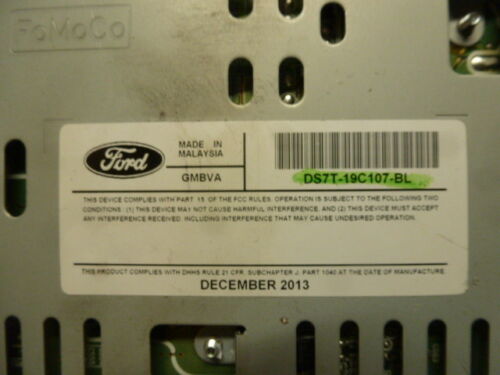 FoMoCo
Ford
MADE IN
MALAYSIA
GMBVA
DS7T-19C107-BL
THIS DEVICE COMPLIES WITH PART 15 OF THE FCC RULES. OPERATION IS SUBJECT TO THE FOLLOWING TWO
CONDITIONS : (1) THIS DEVICE MAY NOT CAUSE HARMFUL INTERFERENCE, AND (2) THIS DEVICE MUST ACCEPT
ANY INTERFERENCE RECEIVED, INCLUDING INTERFERENCE THAT MAY CAUSE UNDESIRED OPERATION.
THIS PRODUCT COMPLIES WITH DHHS RULE 21 CFR, SUBCHAPTER J, PART 1040 AT THE DATE OF MANUFACTURE.
DECEMBER 2013